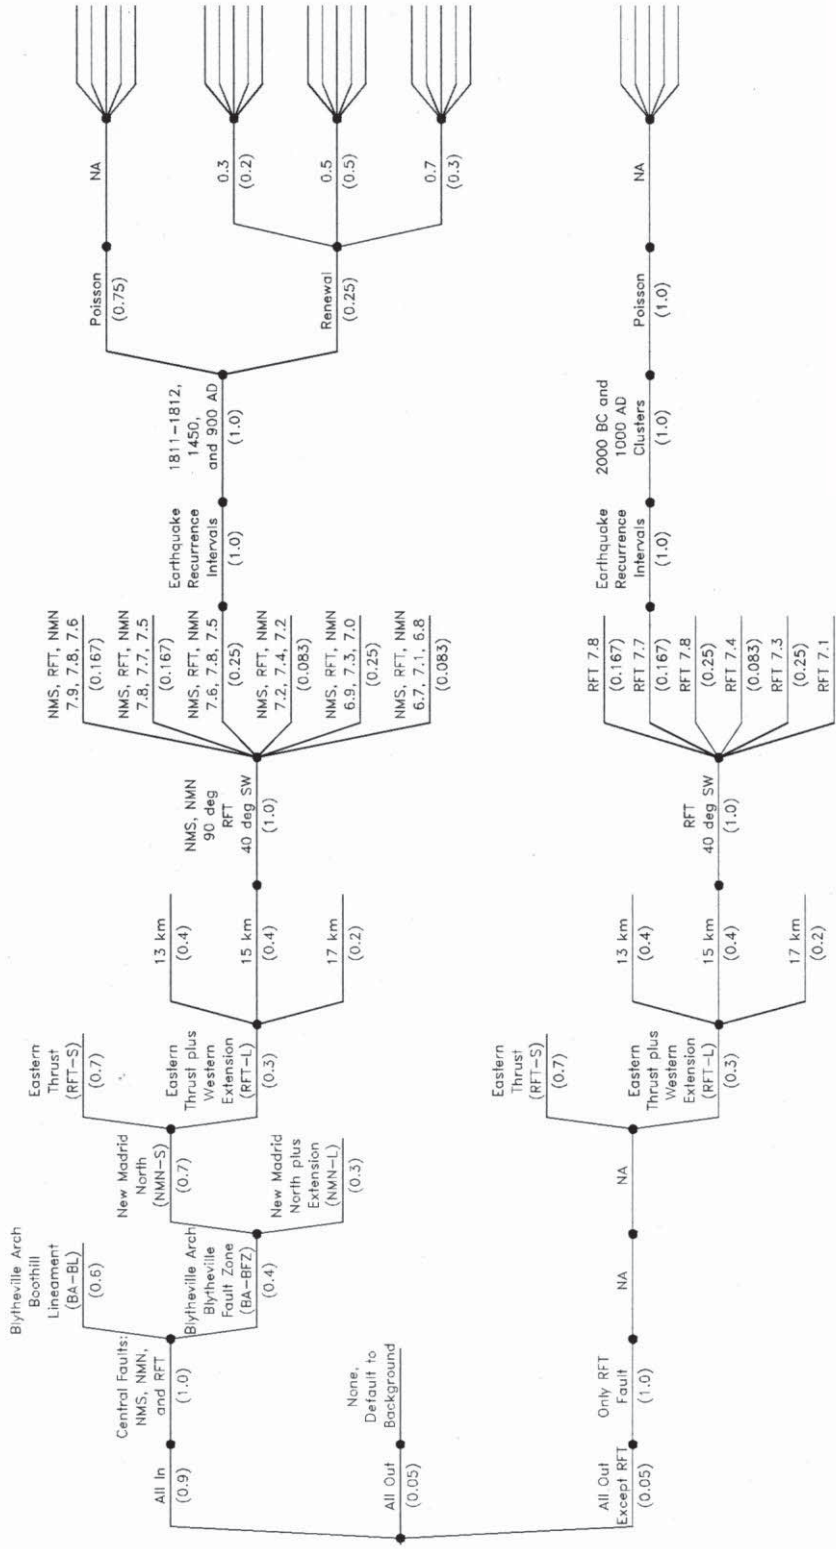 All In
(0.9)
All Out
(0.05)
All Out
Except RFT
(0.05)
Central Faults:
NMS, NMN,
and RFT
(1.0)
None,
Default to
Background
Only RFT
Fault
(1.0)
Blytheville Arch
Boothill
Lineament
(BA-BL)
(0.6)
Blytheville Arch
Blytheville
Fault Zone
(BA-BFZ)
(0.4)
NA
New Madrid
North
(NMN-S)
(0.7)
New Madrid
North plus
Extension
(NMN-L)
(0.3)
NA
Eastern
Thrust
(RFT-S)
(0.7)
Eastern
Thrust plus
Western
Extension
(RFT-L)
(0.3)
Eastern
Thrust
(RFT-S)
(0.7)
Eastern
Thrust plus
Western
Extension
(RFT-L)
(0.3)
13 km
(0.4)
15 km
(0.4)
17 km
(0.2)
13 km
(0.4)
15 km
(0.4)
17 km
(0.2)
NMS, NMN
90 deg
RFT
40 deg SW
(1.0)
RFT
40 deg SW
(1.0)
NMS, RFT, NMN
7.9, 7.8, 7.6
(0.167)
NMS, RFT, NMN
7.8, 7.7, 7.5
(0.167)
NMS, RFT, NMN
7.6, 7.8, 7.5
(0.25)
NMS, RFT, NMN
7.2, 7.4, 7.2
(0.083)
NMS, RFT, NMN
6.9, 7.3, 7.0
(0.25)
NMS, RFT, NMN
6.7, 7.1, 6.8
(0.083)
RFT 7.8
(0.167)
RFT 7.7
(0.167)
RFT 7.8
(0.25)
RFT 7.4
(0.083)
RFT 7.3
(0.25)
RFT 7.1
Earthquake
Recurrence
Intervals
(1.0)
Earthquake
Recurrence
Intervals
(1.0)
1811-1812,
1450,
and 900 AD
(1.0)
2000 BC and
1000 AD
Clusters
(1.0)
Poisson
(0.75)
Renewal
(0.25)
Poisson
(1.0)
NA
0.3
(0.2)
0.5
(0.5)
0.7
(0.3)
NA